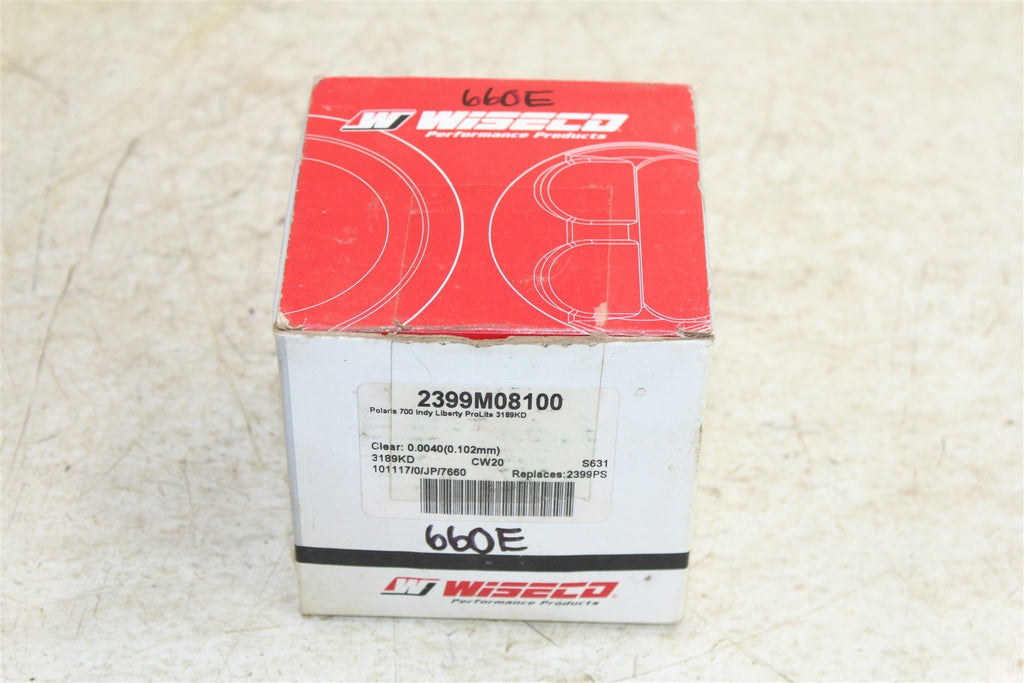 660E
W WISECO
Performance Products
2399M08100
Polaris 700 Indy Liberty ProLite 3189KD
Clear: 0.0040(0.102mm)
3189KD CW20 S631
101117/0/JP/7660 Replaces:2399PS
660E
W WISECO
Performance Products